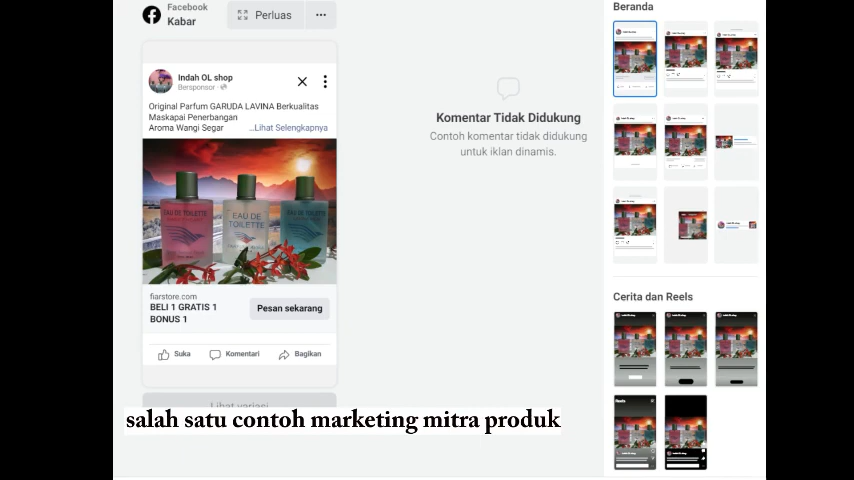 Facebook
Kabar
Perluas
Indah OL shop
Bersponsor
Original Parfum GARUDA LAVINA Berkualitas
Maskapai Penerbangan
Aroma Wangi Segar ...Lihat Selengkapnya
EAU DE TOILETTE
EAU DE
TOILETTE
EAU DE TOILETTE
fiarstore.com
BELI 1 GRATIS 1
BONUS 1
Pesan sekarang
Suka
Komentari
Bagikan
Lihat variasi
salah satu contoh marketing mitra produk
Komentar Tidak Didukung
Contoh komentar tidak didukung
untuk iklan dinamis.
Beranda
Cerita dan Reels
Reels